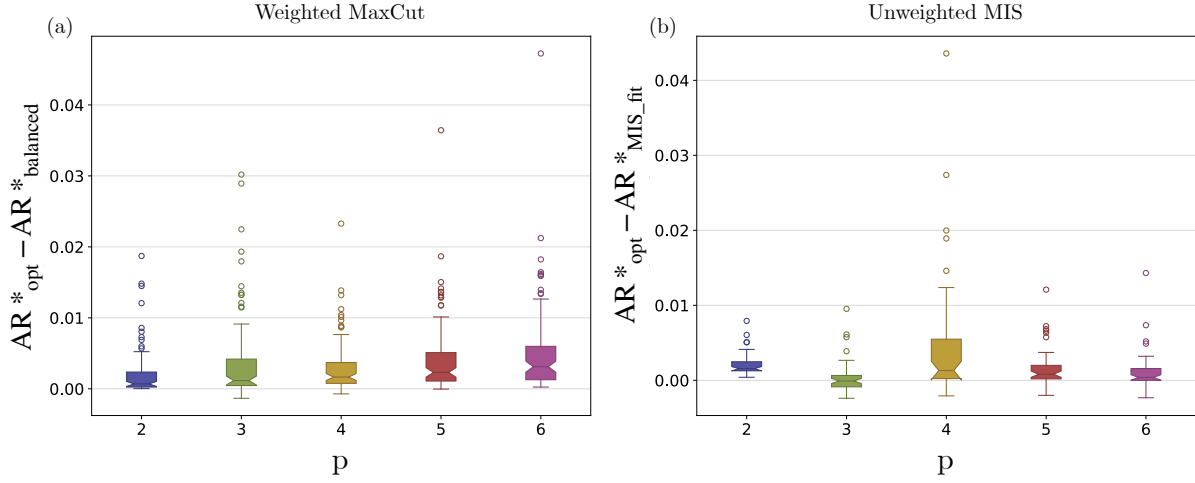 Weighted MaxCut
(a)
AR*opt − AR*balanced
0.04
0.03
0.02
0.01
0.00
2 3 4 5 6
p
Unweighted MIS
(b)
AR*opt − AR*MIS_fit
0.04
0.03
0.02
0.01
0.00
2 3 4 5 6
p